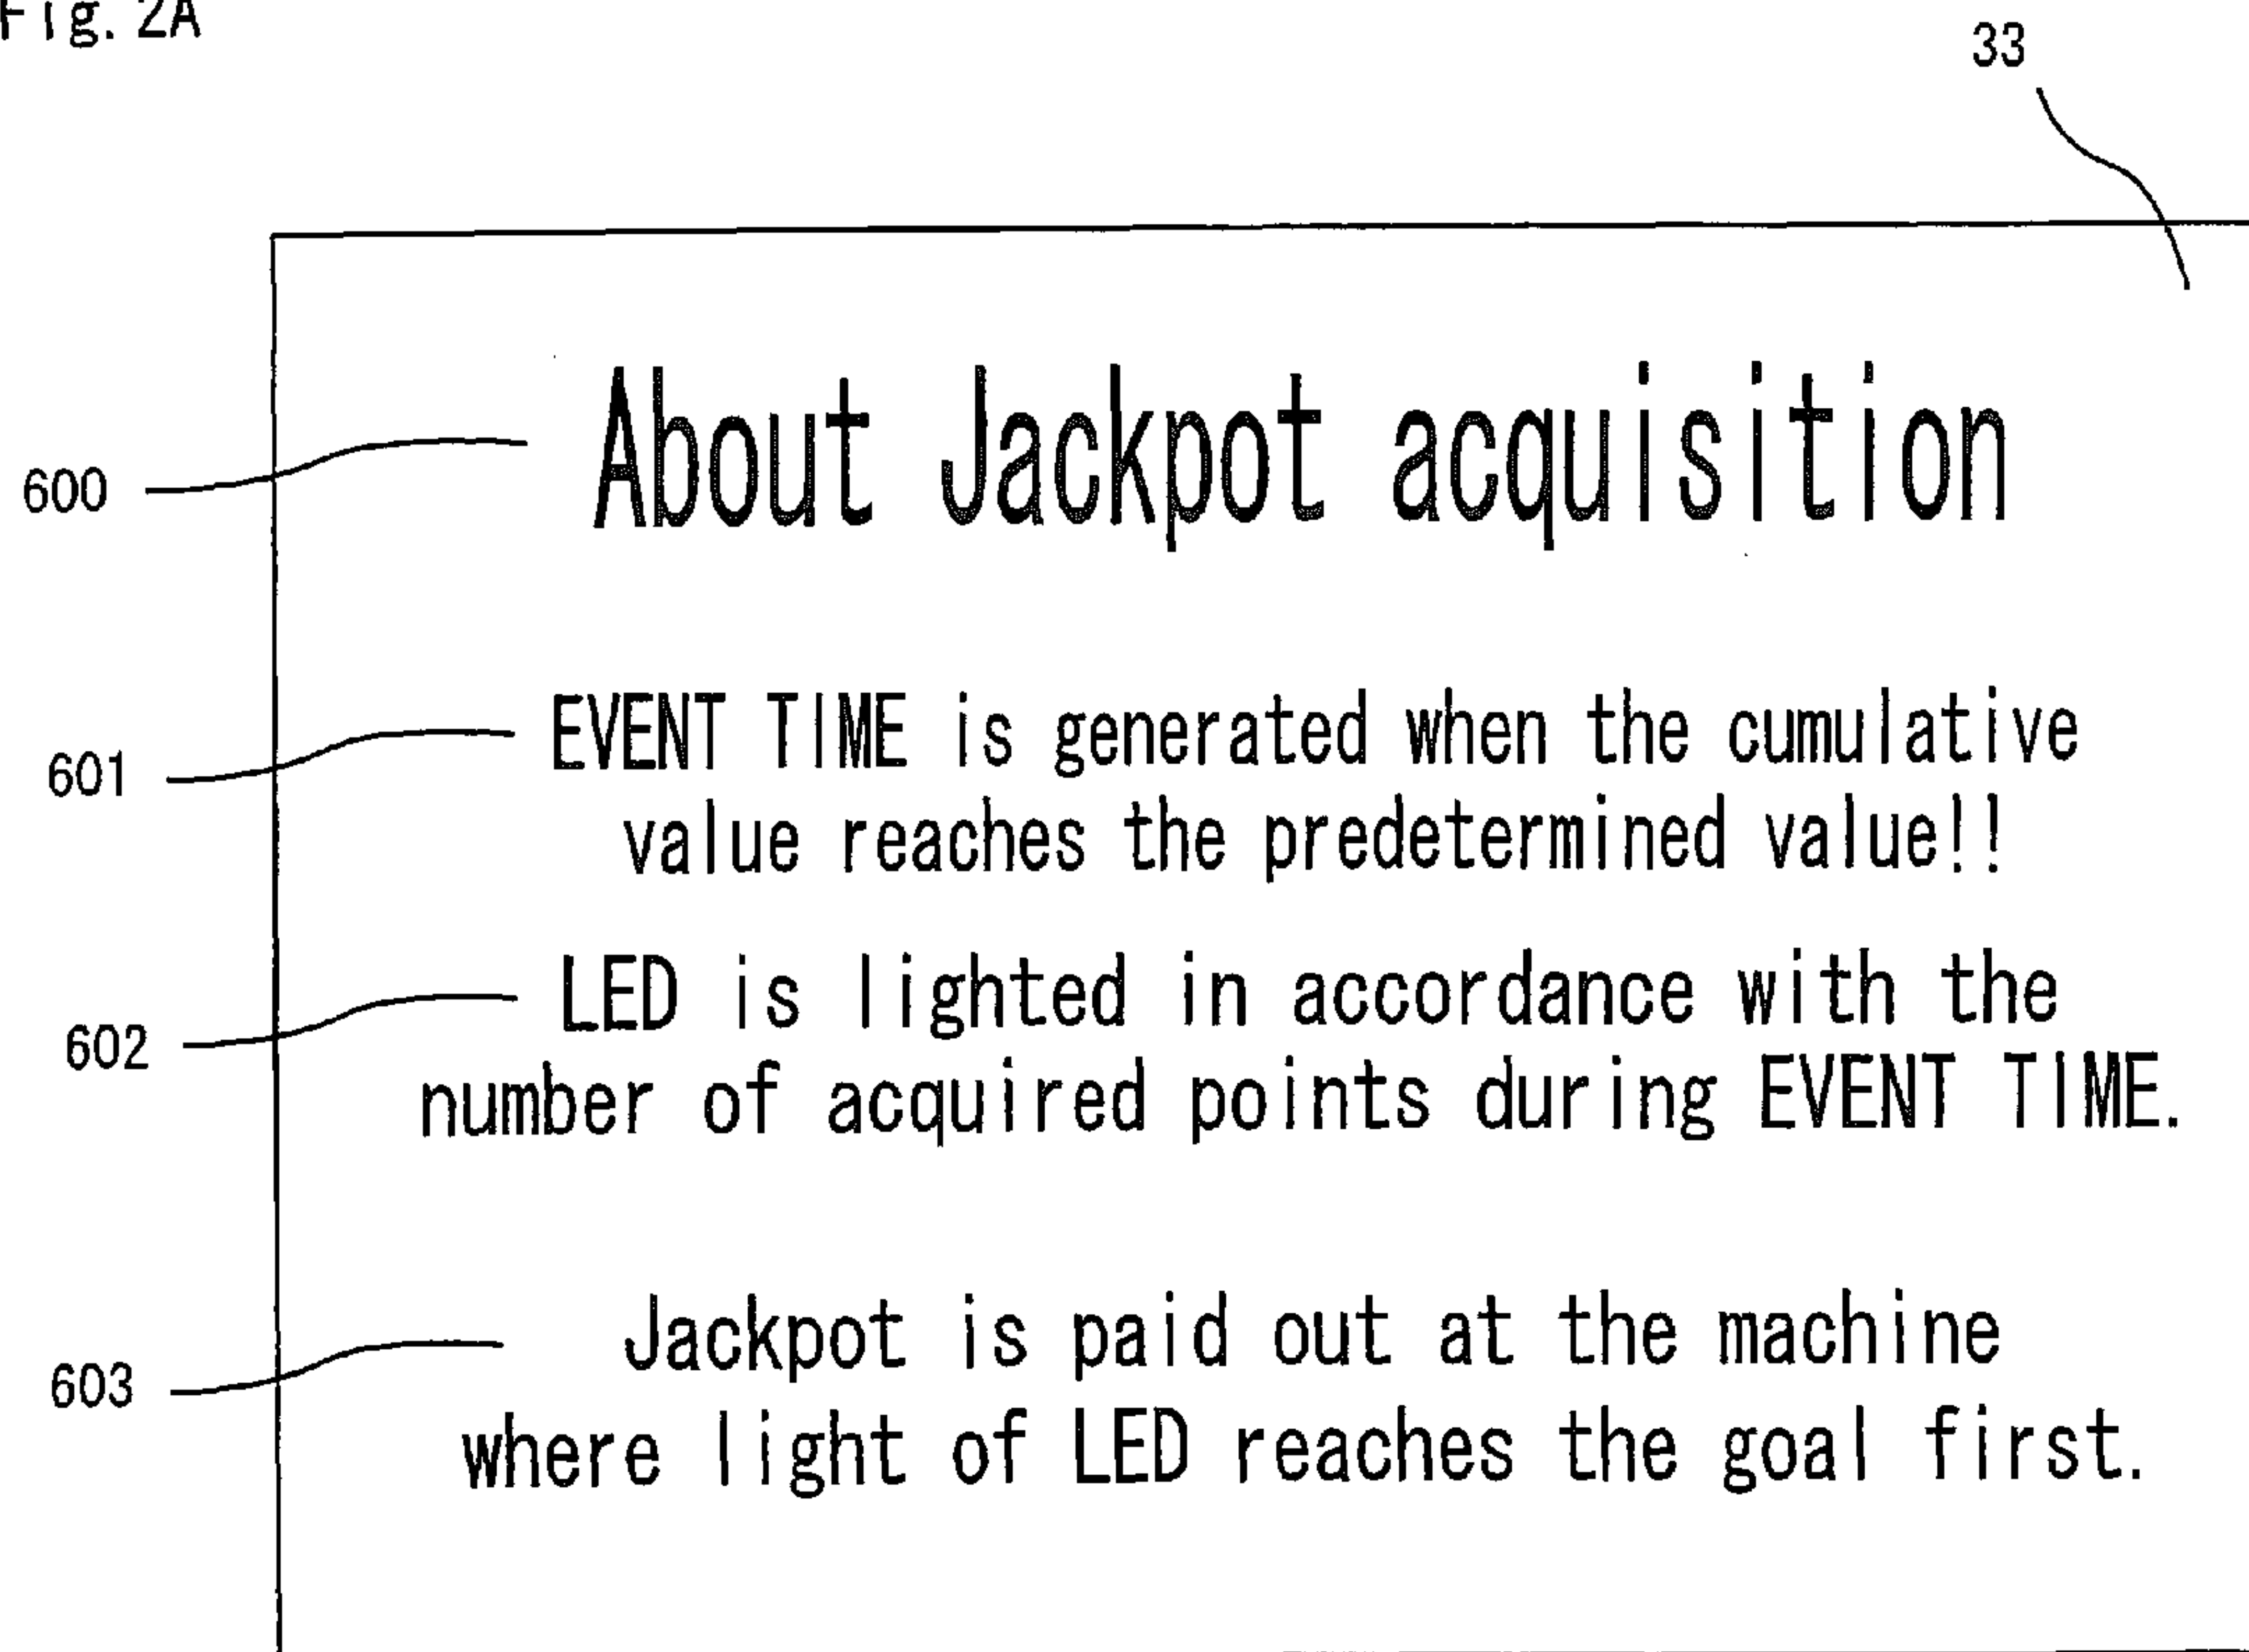 Fig. 2A
33
600
About Jackpot acquisition
601
EVENT TIME is generated when the cumulative
value reaches the predetermined value!!
602
LED is lighted in accordance with the
number of acquired points during EVENT TIME.
603
Jackpot is paid out at the machine
where light of LED reaches the goal first.